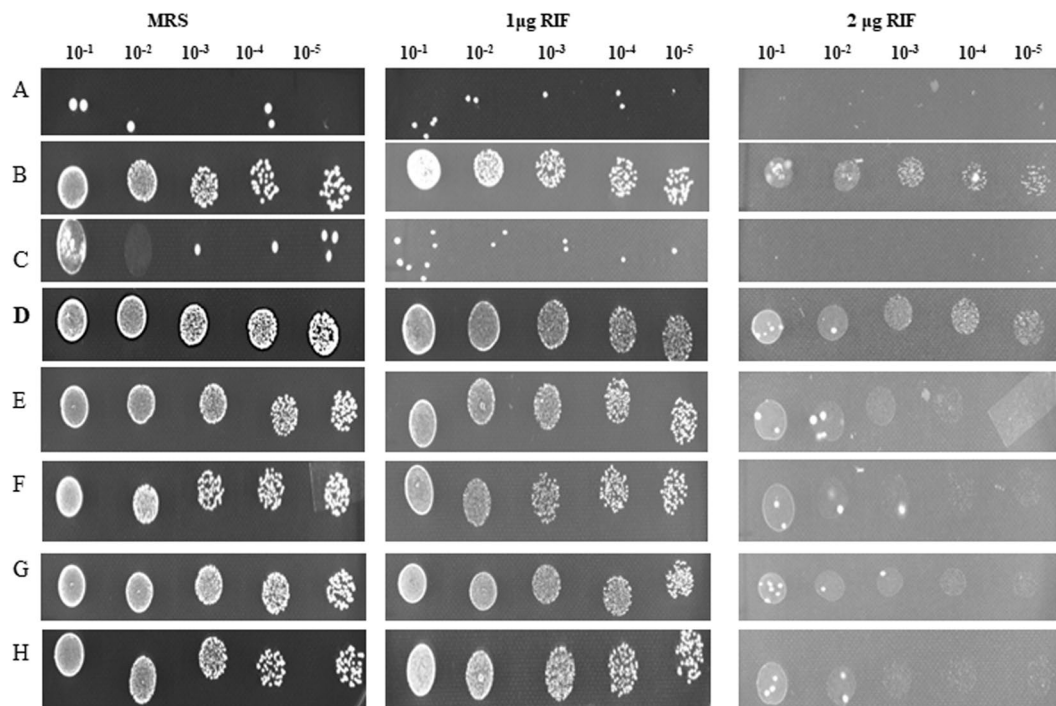 MRS 1µg RIF 2 µg RIF
10⁻¹ 10⁻² 10⁻³ 10⁻⁴ 10⁻⁵ 10⁻¹ 10⁻² 10⁻³ 10⁻⁴ 10⁻⁵ 10⁻¹ 10⁻² 10⁻³ 10⁻⁴ 10⁻⁵
A
B
C
D
E
F
G
H